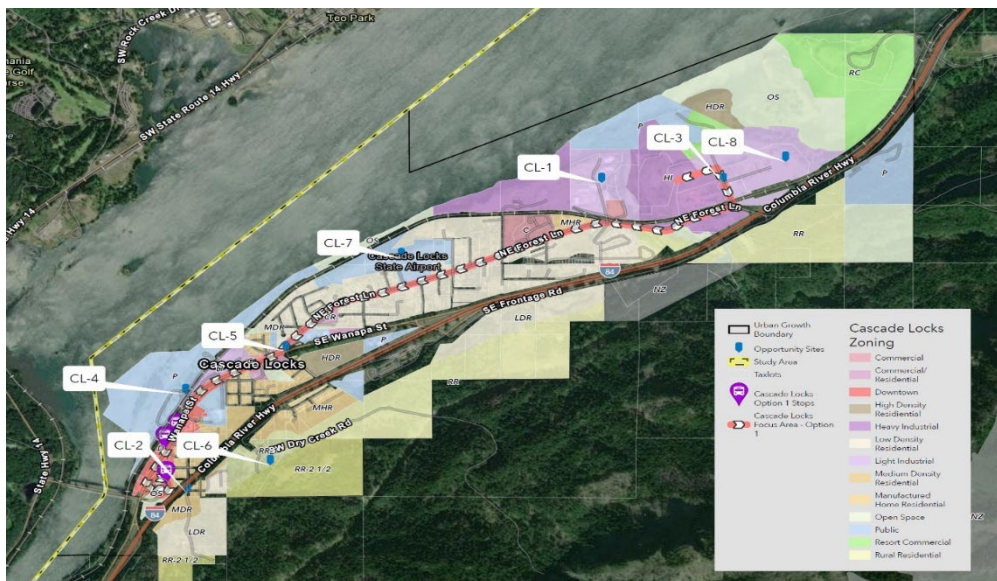 Teo Park
SW Rock Creek Dr
SW State Route 14 Hwy
Hwy 14
State Hwy-14
RC
OS
HDR
P
CL-3
CL-8
CL-1
HI
Columbia River Hwy
P
NE Forest Ln
MHR
C
NE Forest Ln
RR
OS
CL-7
Cascade Locks
State Airport
84
NZ
NE Forest Ln
SE Frontage Rd
LDR
CR
MDR
SE Wanapa St
P
CL-5
HDR
Cascade Locks
P
CL-4
RR
MHR
Wanapa St
Columbia River Hwy
CL-2
CL-6
SW Dry Creek Rd
RR-2 1/2
OS
84
MDR
LDR
RR-2 1/2
NZ
Urban Growth
Boundary
Opportunity Sites
Study Area
Taxlots
Cascade Locks
Option 1 Stops
Cascade Locks
Focus Area - Option
1
Cascade Locks
Zoning
Commercial
Commercial/
Residential
Downtown
High Density
Residiential
Heavy Industrial
Low Density
Residential
Light Industrial
Medium Density
Residential
Manufactured
Home Residential
Open Space
Public
Resort Commercial
Rural Residential